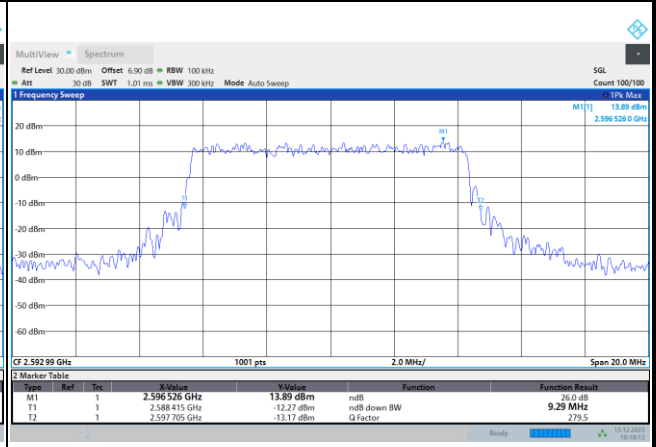 MultiView Spectrum
Ref Level 30.00 dBm Offset 6.90 dB RBW 100 kHz SGL
Att 30 dB SWT 1.01 ms VBW 300 kHz Mode Auto Sweep Count 100/100
1 Frequency Sweep 1Pk Max
M1[1] 13.89 dBm
2.596 526 0 GHz
20 dBm
M1
10 dBm
0 dBm
T1
T2
-10 dBm
-20 dBm
-30 dBm
-40 dBm
-50 dBm
-60 dBm
CF 2.592 99 GHz 1001 pts 2.0 MHz/ Span 20.0 MHz
2 Marker Table
Type Ref Trc X-Value Y-Value Function Function Result
M1 1 2.596 526 GHz 13.89 dBm ndB 26.0 dB
T1 1 2.588 415 GHz -12.27 dBm ndB down BW 9.29 MHz
T2 1 2.597 705 GHz -13.17 dBm Q Factor 279.5
Ready 13.12.2022
10:16:12